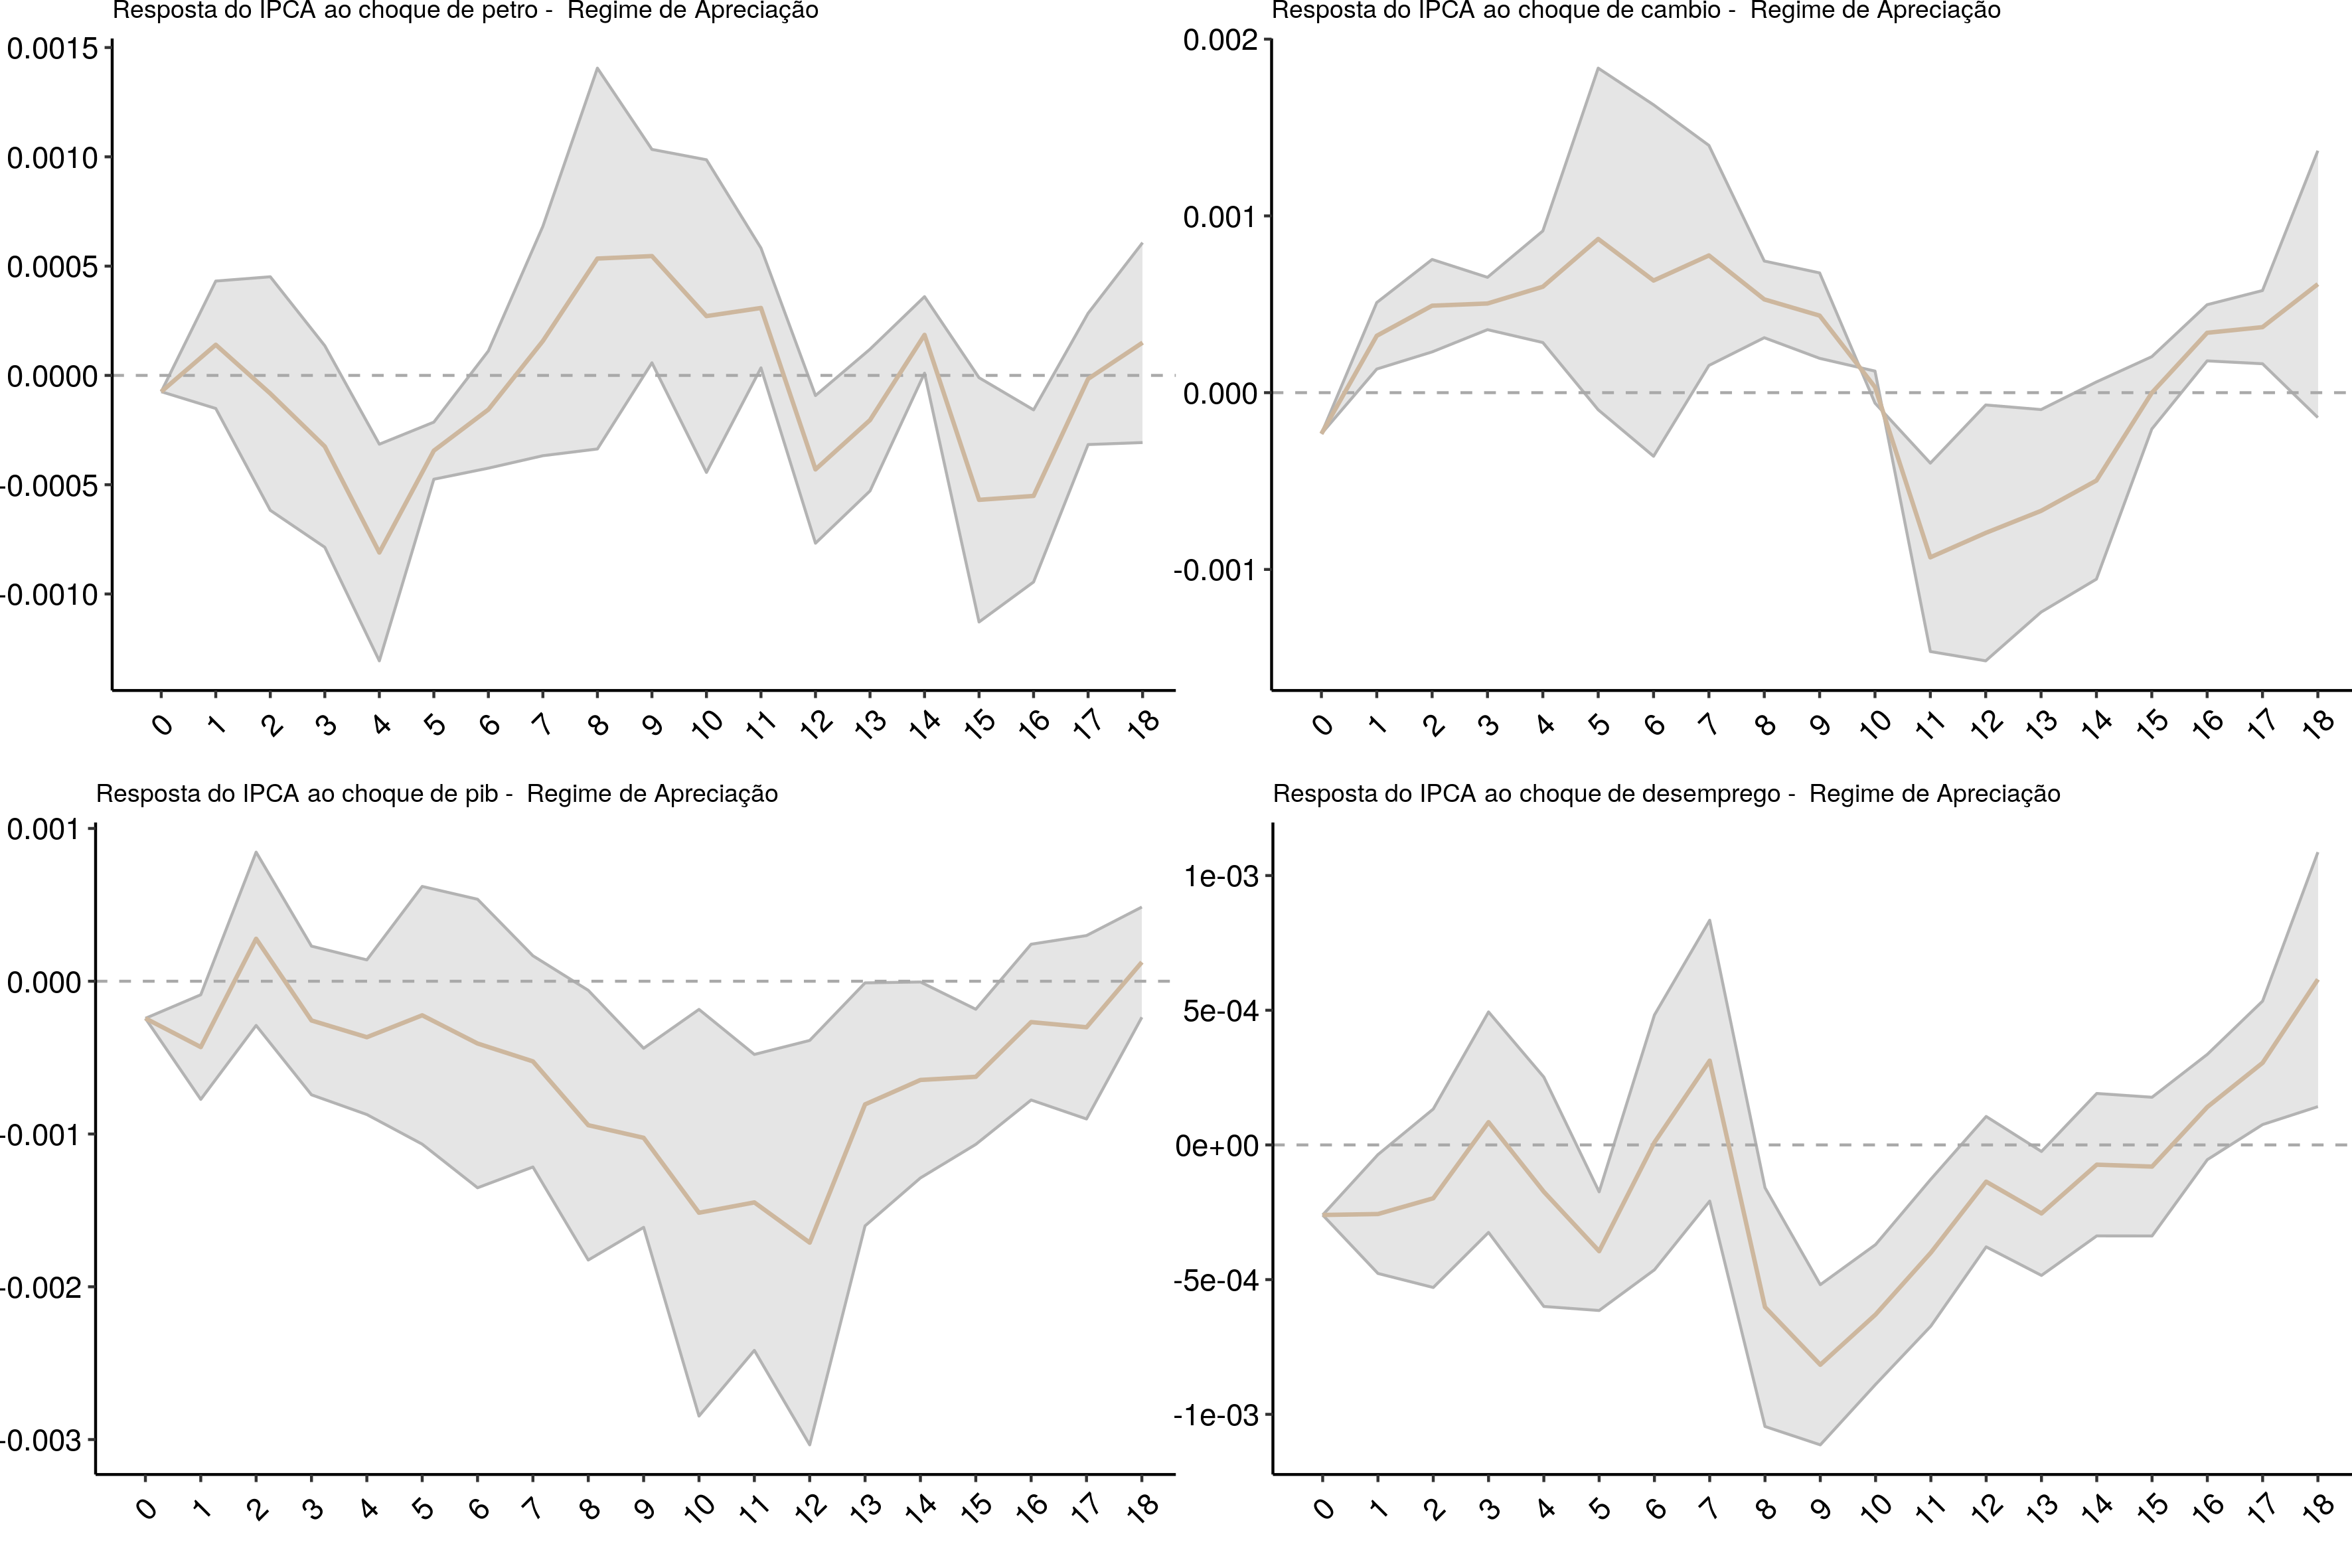 Resposta do IPCA ao choque de petro -  Regime de Apreciação
0.0015
0.0010
0.0005
0.0000
-0.0005
-0.0010
0 1 2 3 4 5 6 7 8 9 10 11 12 13 14 15 16 17 18
Resposta do IPCA ao choque de cambio -  Regime de Apreciação
0.002
0.001
0.000
-0.001
0 1 2 3 4 5 6 7 8 9 10 11 12 13 14 15 16 17 18
Resposta do IPCA ao choque de pib -  Regime de Apreciação
0.001
0.000
-0.001
-0.002
-0.003
0 1 2 3 4 5 6 7 8 9 10 11 12 13 14 15 16 17 18
Resposta do IPCA ao choque de desemprego -  Regime de Apreciação
1e-03
5e-04
0e+00
-5e-04
-1e-03
0 1 2 3 4 5 6 7 8 9 10 11 12 13 14 15 16 17 18